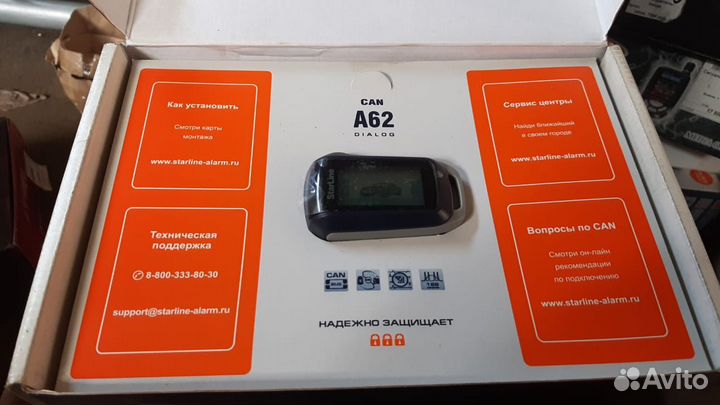 Как установить
Смотри карты
монтажа
www.starline-alarm.ru
Техническая
поддержка
8-800-333-80-30
support@starline-alarm.ru
CAN
A62
DIALOG
StarLine
CAN
BUS
НАДЕЖНО ЗАЩИЩАЕТ
Сервис центры
Найди ближайший
в своем городе
www.starline-alarm.ru
Вопросы по CAN
Смотри он-лайн
рекомендации
по подключению
www.starline-alarm.ru
Avito